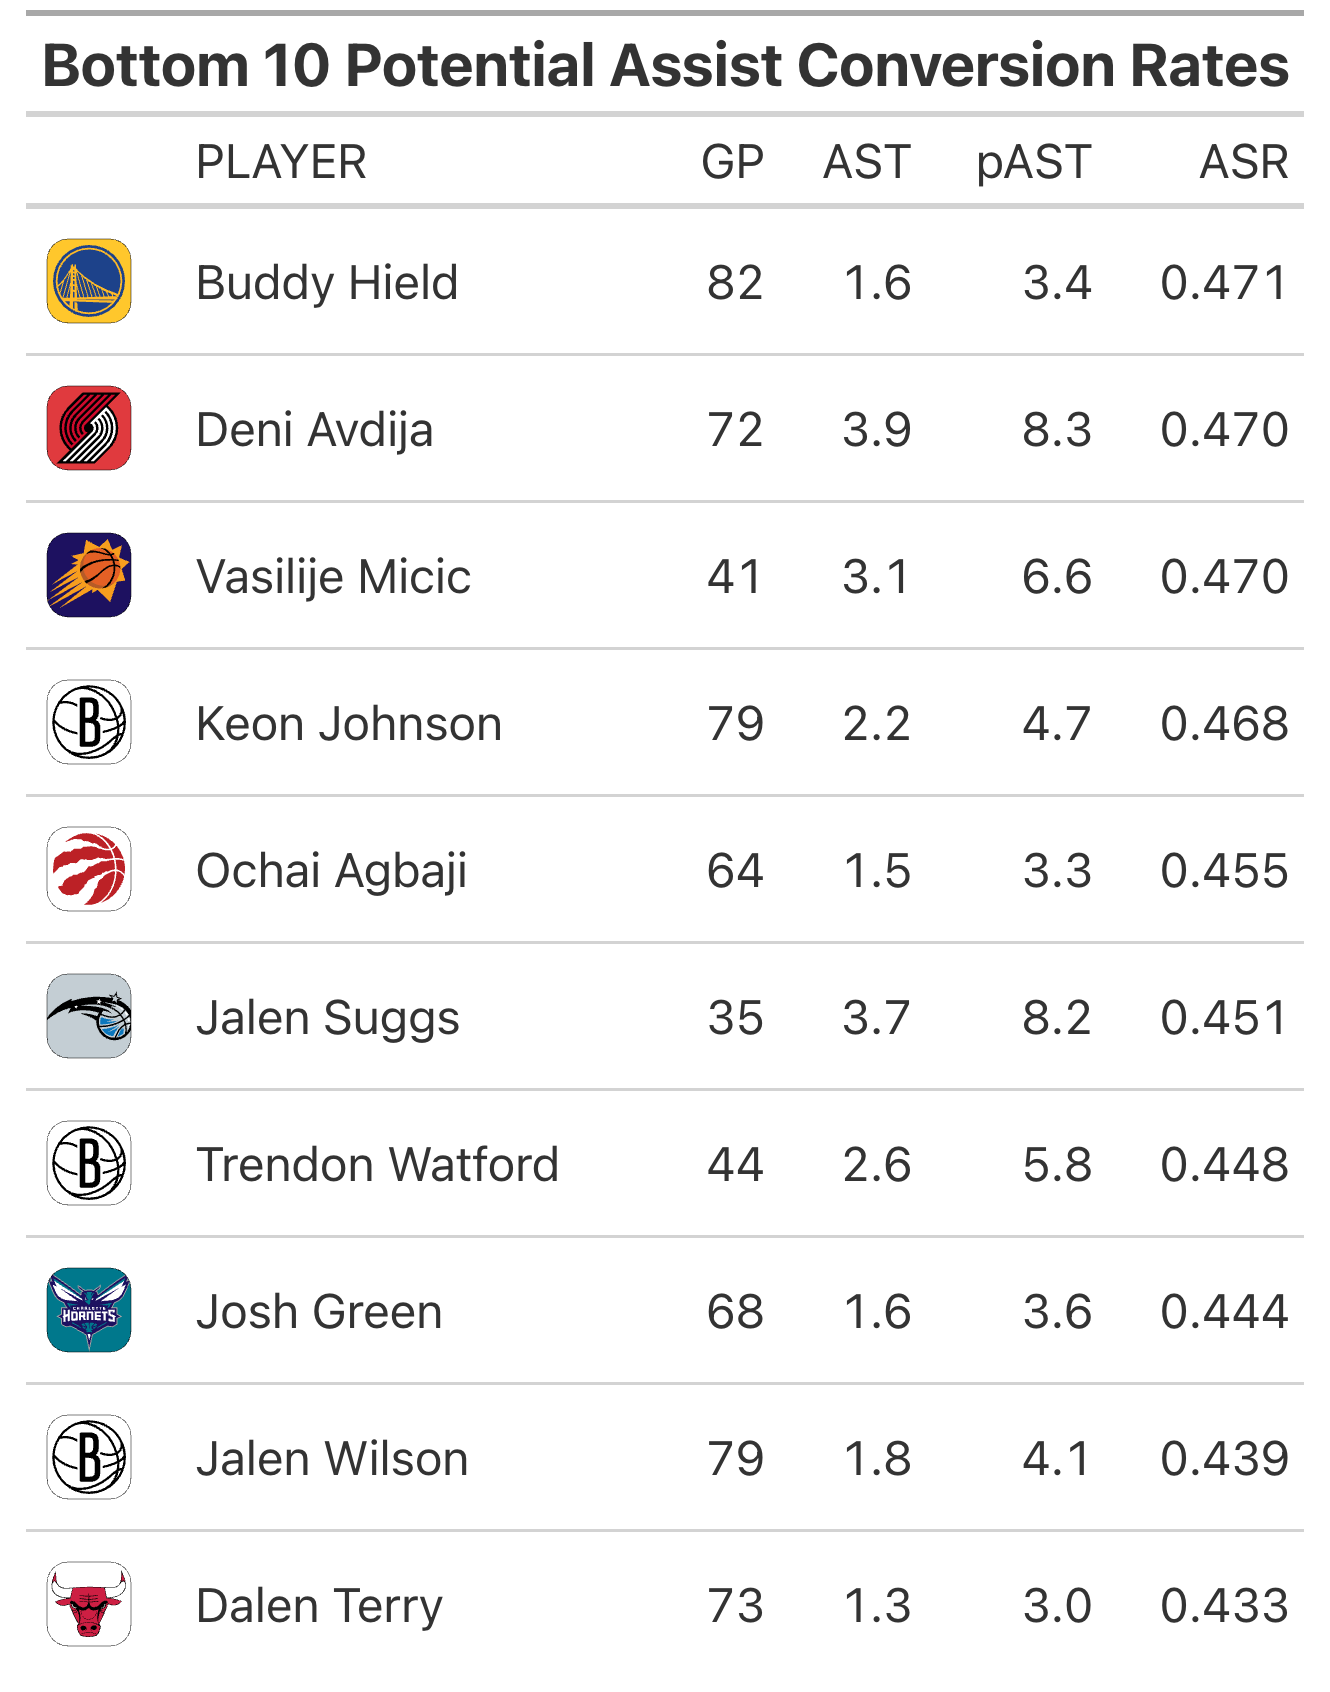 Bottom 10 Potential Assist Conversion Rates
PLAYER GP AST pAST ASR
Buddy Hield 82 1.6 3.4 0.471
Deni Avdija 72 3.9 8.3 0.470
Vasilije Micic 41 3.1 6.6 0.470
B Keon Johnson 79 2.2 4.7 0.468
Ochai Agbaji 64 1.5 3.3 0.455
Jalen Suggs 35 3.7 8.2 0.451
B Trendon Watford 44 2.6 5.8 0.448
CHARLOTTE
HORNETS Josh Green 68 1.6 3.6 0.444
B Jalen Wilson 79 1.8 4.1 0.439
Dalen Terry 73 1.3 3.0 0.433